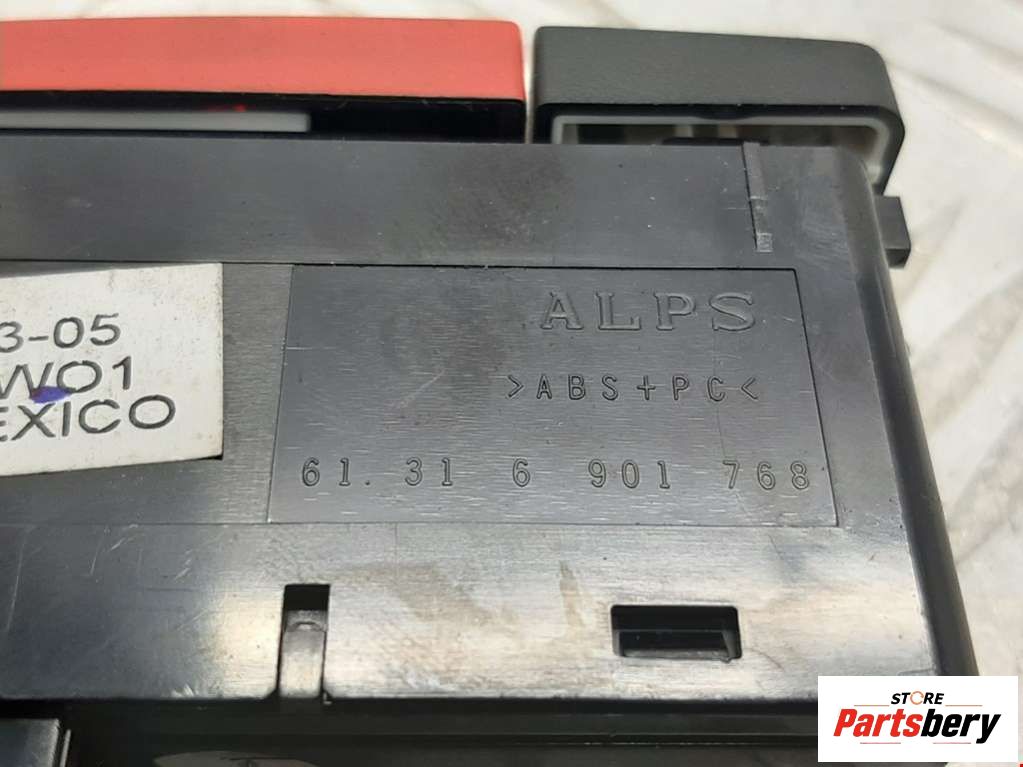 ALPS
>ABS+PC<
61.31 6 901 768
3-05
WO1
EXICO
STORE
Partsbery